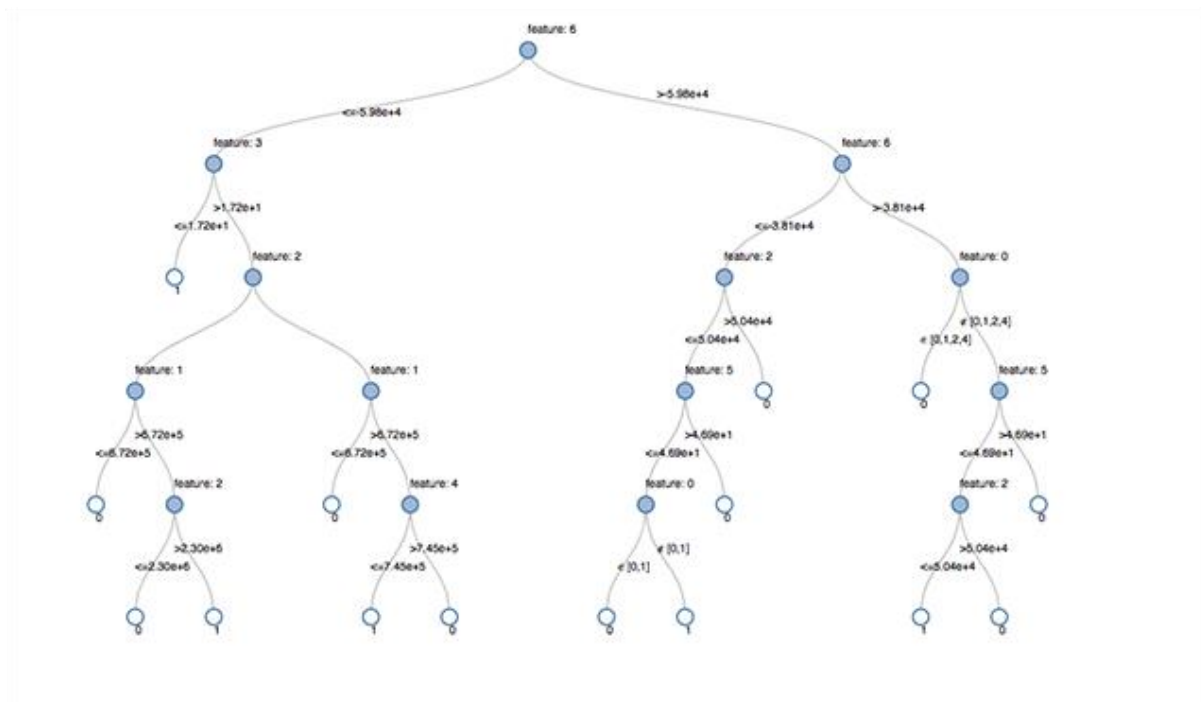 feature: 6
>-5.98e+4
<=-5.98e+4
feature: 3
feature: 6
>1.72e+1
>-3.81e+4
<=1.72e+1
<=-3.81e+4
feature: 2
feature: 2
feature: 0
1
>5.04e+4
∉ [0,1,2,4]
<=5.04e+4
∈ [0,1,2,4]
feature: 1
feature: 1
feature: 5
feature: 5
0
0
>6.72e+5
>6.72e+5
>4.69e+1
>4.69e+1
<=6.72e+5
<=6.72e+5
<=4.69e+1
<=4.69e+1
feature: 2
feature: 4
feature: 0
feature: 2
0
0
0
0
>2.30e+6
>7.45e+5
∉ [0,1]
>5.04e+4
<=2.30e+6
<=7.45e+5
∈ [0,1]
<=5.04e+4
0
1
1
0
0
1
1
0